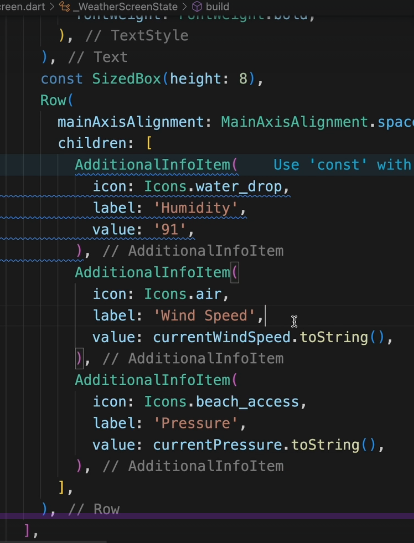 creen.dart > _WeatherScreenState > build
fontWeight: FontWeight.bold,
), // TextStyle
), // Text
const SizedBox(height: 8),
Row(
mainAxisAlignment: MainAxisAlignment.spac
children: [
AdditionalInfoItem( Use 'const' with
icon: Icons.water_drop,
label: 'Humidity',
value: '91',
), // AdditionalInfoItem
AdditionalInfoItem(
icon: Icons.air,
label: 'Wind Speed',
value: currentWindSpeed.toString(),
), // AdditionalInfoItem
AdditionalInfoItem(
icon: Icons.beach_access,
label: 'Pressure',
value: currentPressure.toString(),
), // AdditionalInfoItem
],
), // Row
],